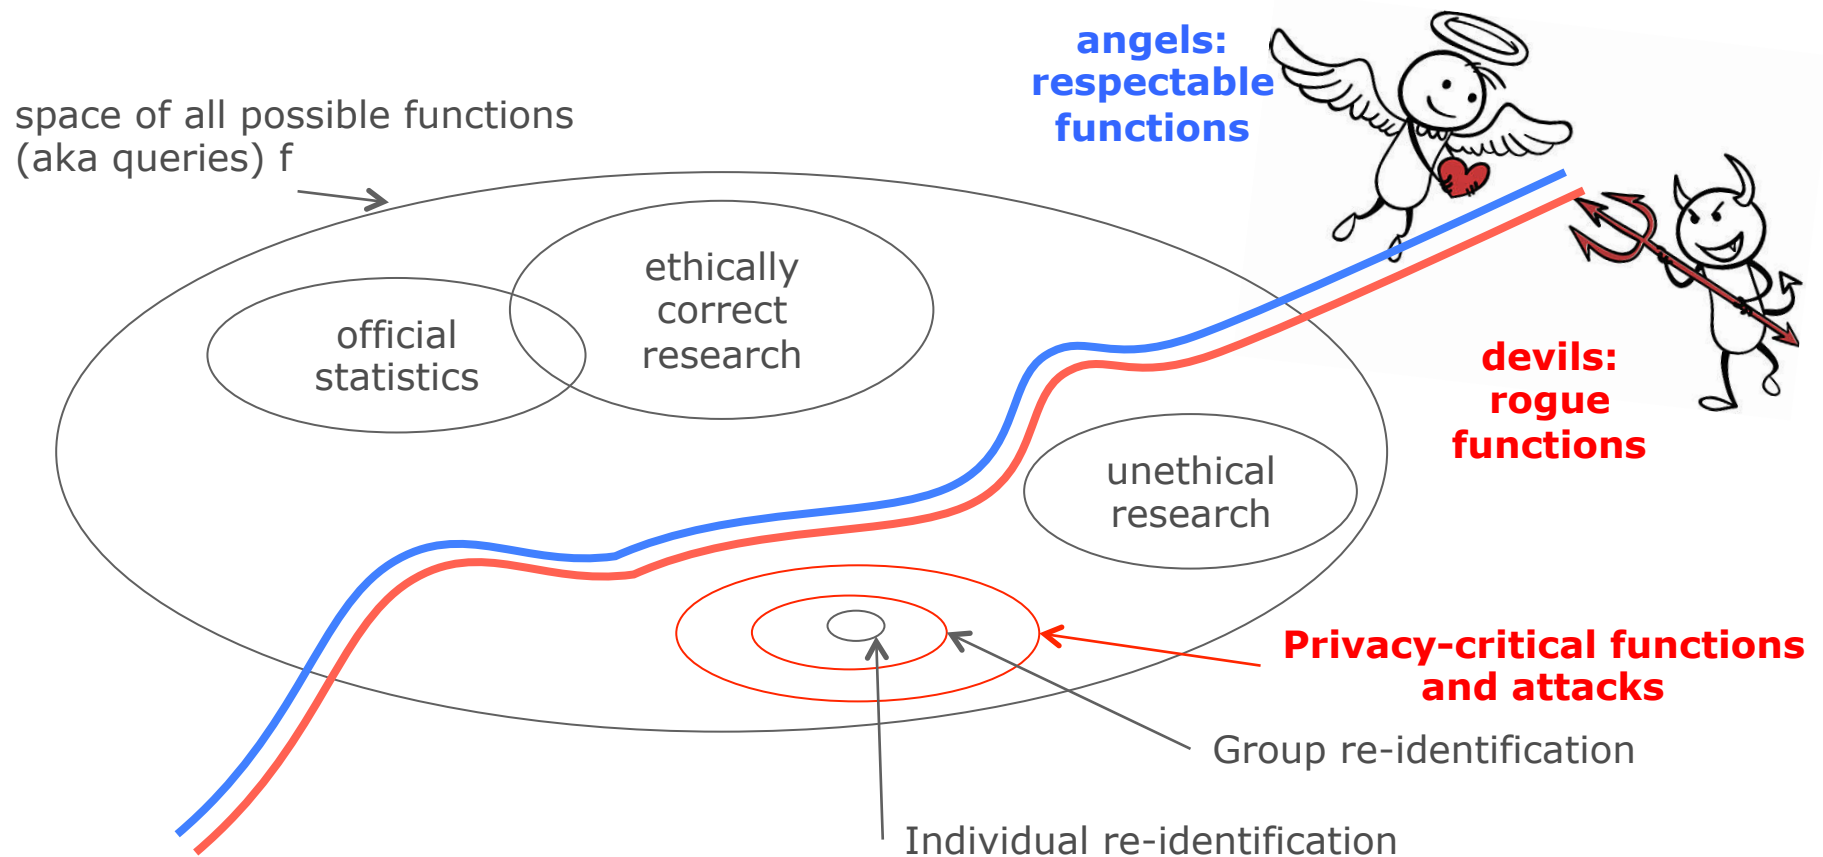 angels:
respectable
functions
space of all possible functions
(aka queries) f
ethically
correct
research
official
statistics
devils:
rogue
functions
unethical
research
Privacy-critical functions
and attacks
Group re-identification
Individual re-identification